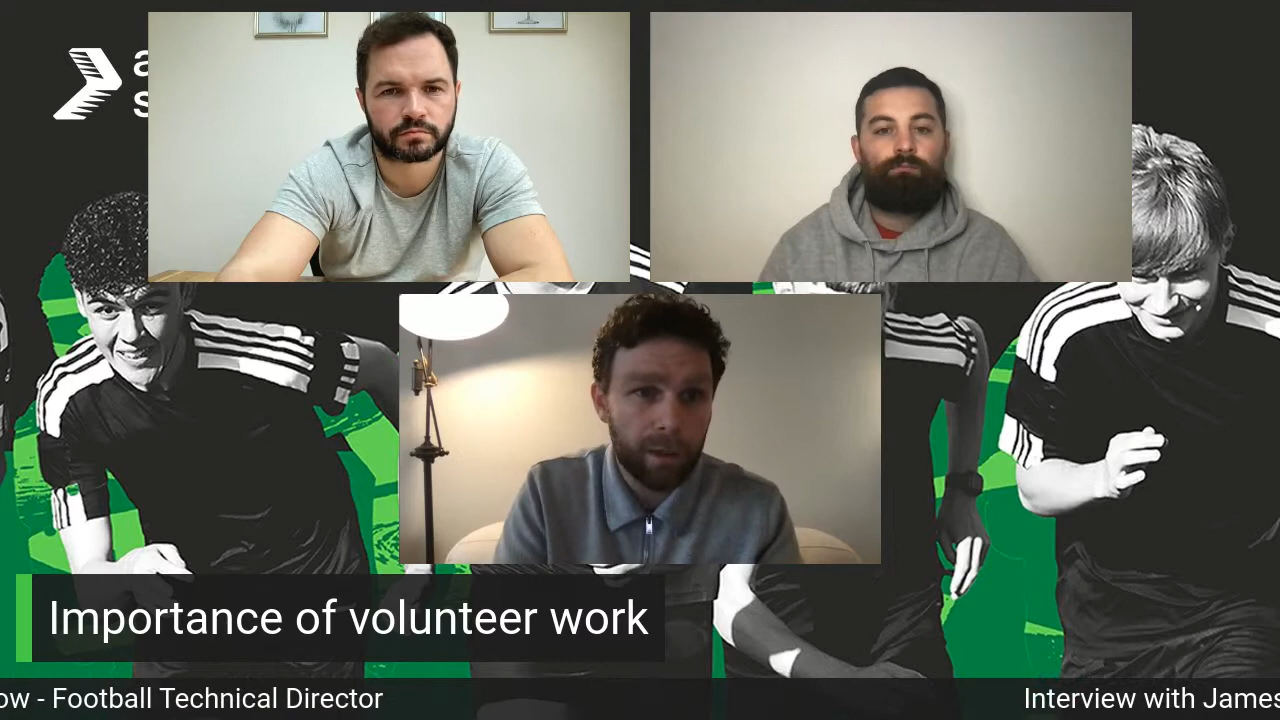 Importance of volunteer work
ow - Football Technical Director
Interview with James